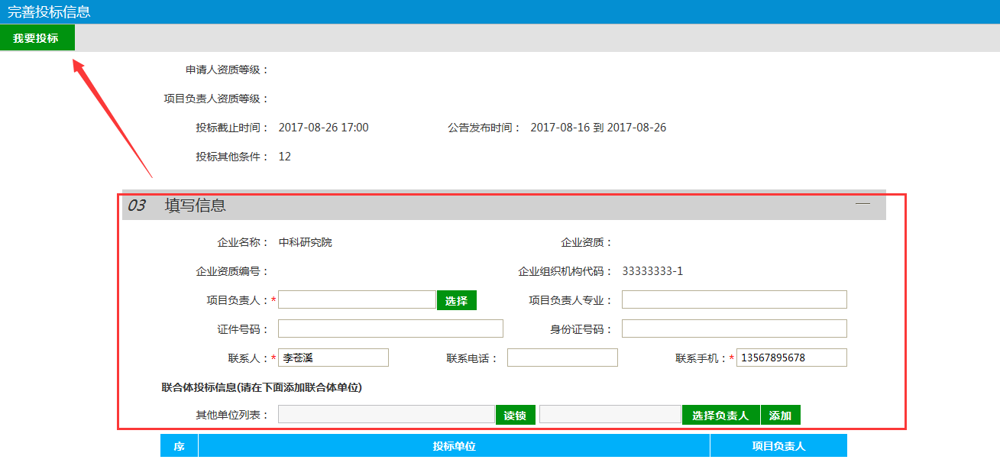 完善投标信息
我要投标
申请人资质等级：
项目负责人资质等级：
投标截止时间： 2017-08-26 17:00 公告发布时间： 2017-08-16 到 2017-08-26
投标其他条件： 12
03 填写信息
企业名称： 中科研究院 企业资质：
企业资质编号： 企业组织机构代码： 33333333-1
项目负责人：* 选择 项目负责人专业：
证件号码： 身份证号码：
联系人：* 李苍溪 联系电话： 联系手机：* 13567895678
联合体投标信息(请在下面添加联合体单位)
其他单位列表： 读锁 选择负责人 添加
序 投标单位 项目负责人